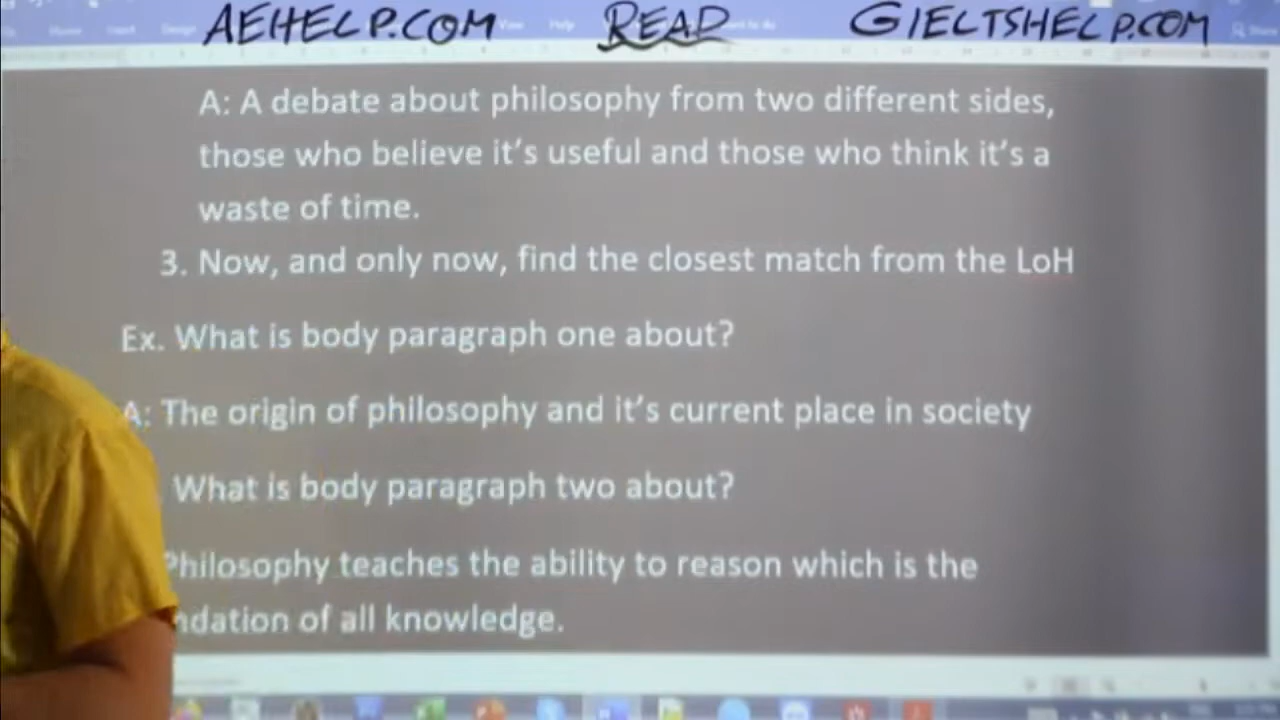 AEHELP.COM READ GIELTSHELP.COM
A: A debate about philosophy from two different sides,
those who believe it's useful and those who think it's a
waste of time.
3. Now, and only now, find the closest match from the LoH
Ex. What is body paragraph one about?
A: The origin of philosophy and it's current place in society
What is body paragraph two about?
Philosophy teaches the ability to reason which is the
ndation of all knowledge.